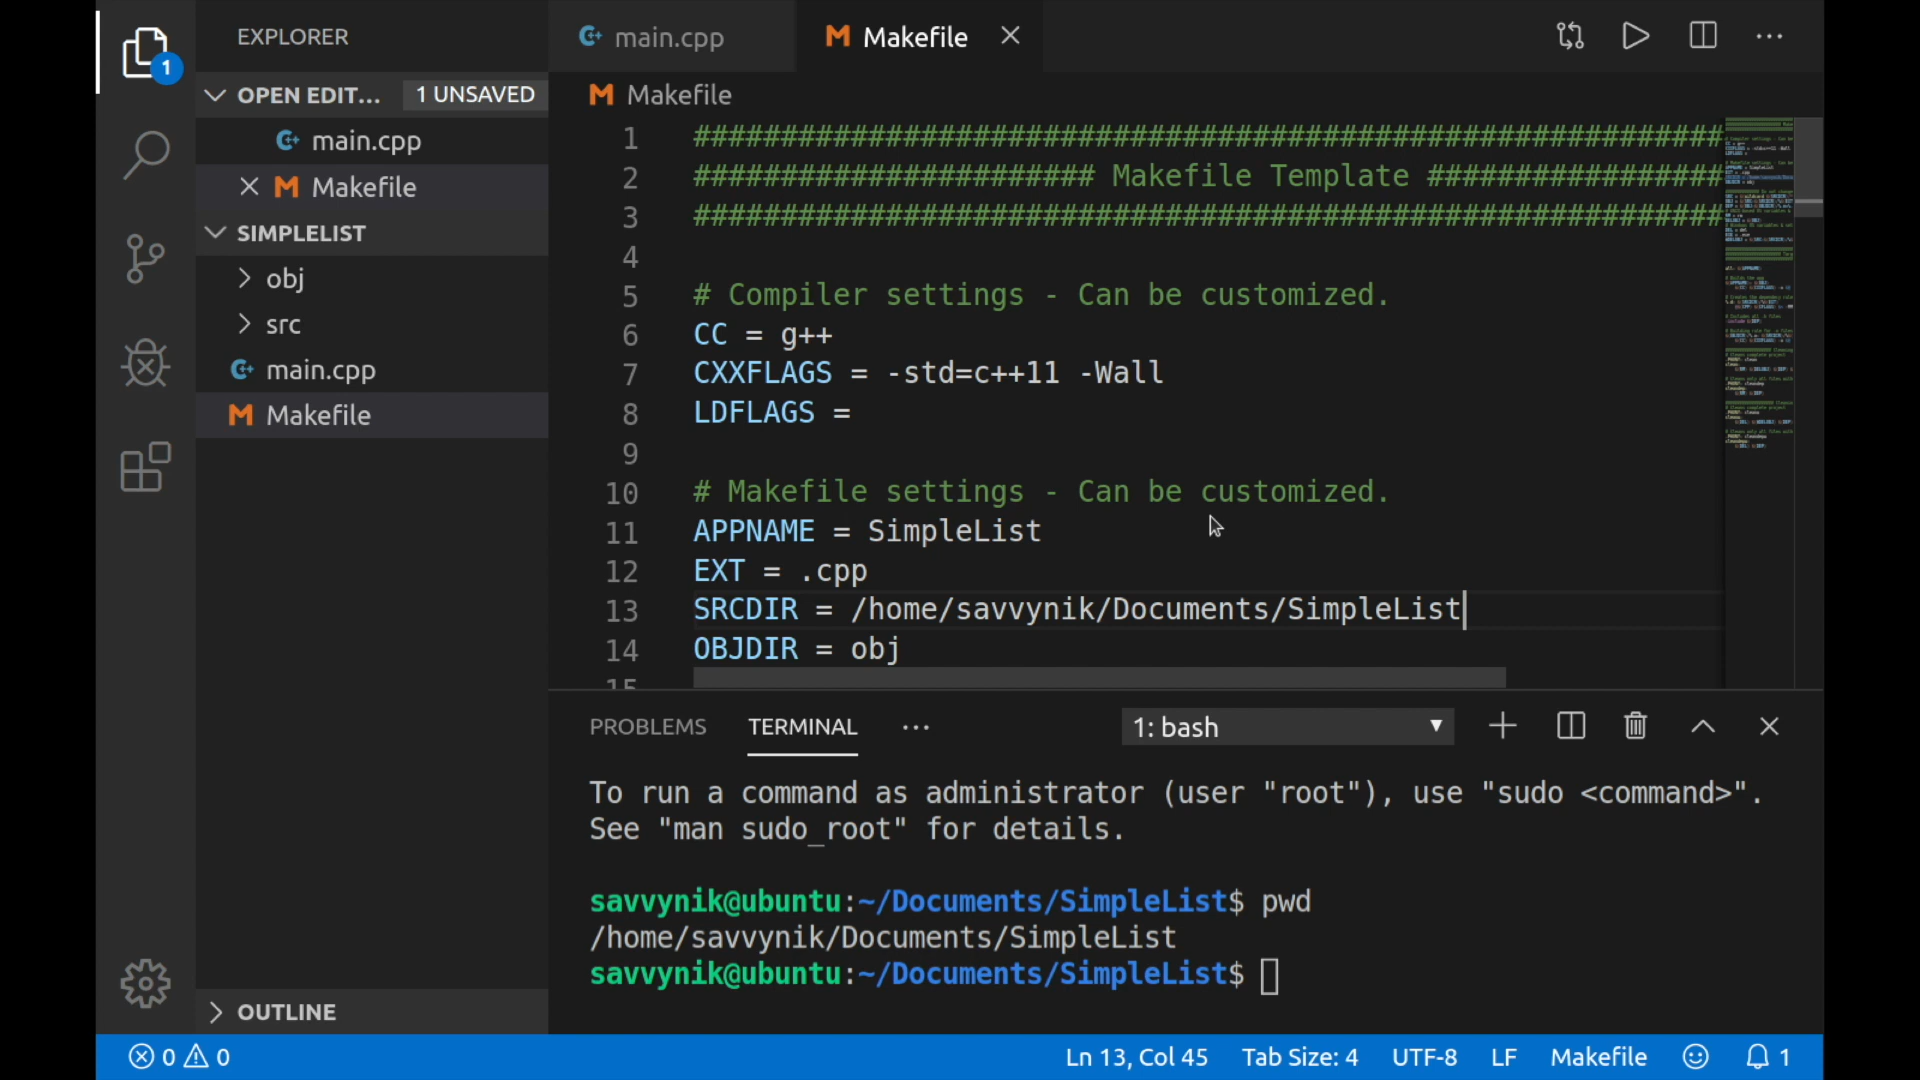 EXPLORER
OPEN EDIT... 1 UNSAVED
main.cpp
Makefile
SIMPLELIST
obj
src
main.cpp
Makefile
OUTLINE
1
main.cpp
Makefile
Makefile
1 ###########################################################
2 ####################### Makefile Template #################
3 ###########################################################
4
5 # Compiler settings - Can be customized.
6 CC = g++
7 CXXFLAGS = -std=c++11 -Wall
8 LDFLAGS =
9
10 # Makefile settings - Can be customized.
11 APPNAME = SimpleList
12 EXT = .cpp
13 SRCDIR = /home/savvynik/Documents/SimpleList
14 OBJDIR = obj
15
PROBLEMS TERMINAL ... 1: bash
To run a command as administrator (user "root"), use "sudo <command>".
See "man sudo_root" for details.
savvynik@ubuntu:~/Documents/SimpleList$ pwd
/home/savvynik/Documents/SimpleList
savvynik@ubuntu:~/Documents/SimpleList$
0 0 Ln 13, Col 45 Tab Size: 4 UTF-8 LF Makefile 1